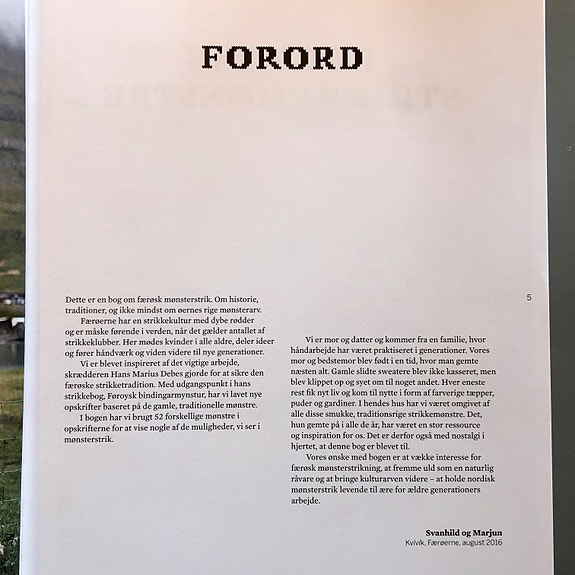 FORORD
Dette er en bog om færøsk mønsterstrik. Om historie,
traditioner, og ikke mindst om øernes rige mønsterarv.
Færøerne har en strikkekultur med dybe rødder
og er måske førende i verden, når det gælder antallet af
strikkeklubber. Her mødes kvinder i alle aldre, deler ideer
og fører håndværk og viden videre til nye generationer.
Vi er blevet inspireret af det vigtige arbejde,
skrædderen Hans Marius Debes gjorde for at sikre den
færøske strikketradition. Med udgangspunkt i hans
strikkebog, Føroysk bindingarmynstur, har vi lavet nye
opskrifter baseret på de gamle, traditionelle mønstre.
I bogen har vi brugt 52 forskellige mønstre i
opskrifterne for at vise nogle af de muligheder, vi ser i
mønsterstrik.
5
Vi er mor og datter og kommer fra en familie, hvor
håndarbejde har været praktiseret i generationer. Vores
mor og bedstemor blev født i en tid, hvor man gemte
næsten alt. Gamle slidte sweatere blev ikke kasseret, men
blev klippet op og syet om til noget andet. Hver eneste
rest fik nyt liv og kom til nytte i form af farverige tæpper,
puder og gardiner. I hendes hus har vi været omgivet af
alle disse smukke, traditionsrige strikkemønstre. Det,
hun gemte på i alle de år, har været en stor ressource
og inspiration for os. Det er derfor også med nostalgi i
hjertet, at denne bog er blevet til.
Vores ønske med bogen er at vække interesse for
færøsk mønsterstrikning, at fremme uld som en naturlig
råvare og at bringe kulturarven videre – at holde nordisk
mønsterstrik levende til ære for ældre generationers
arbejde.
Svanhild og Marjun
Kvívík, Færøerne, august 2016